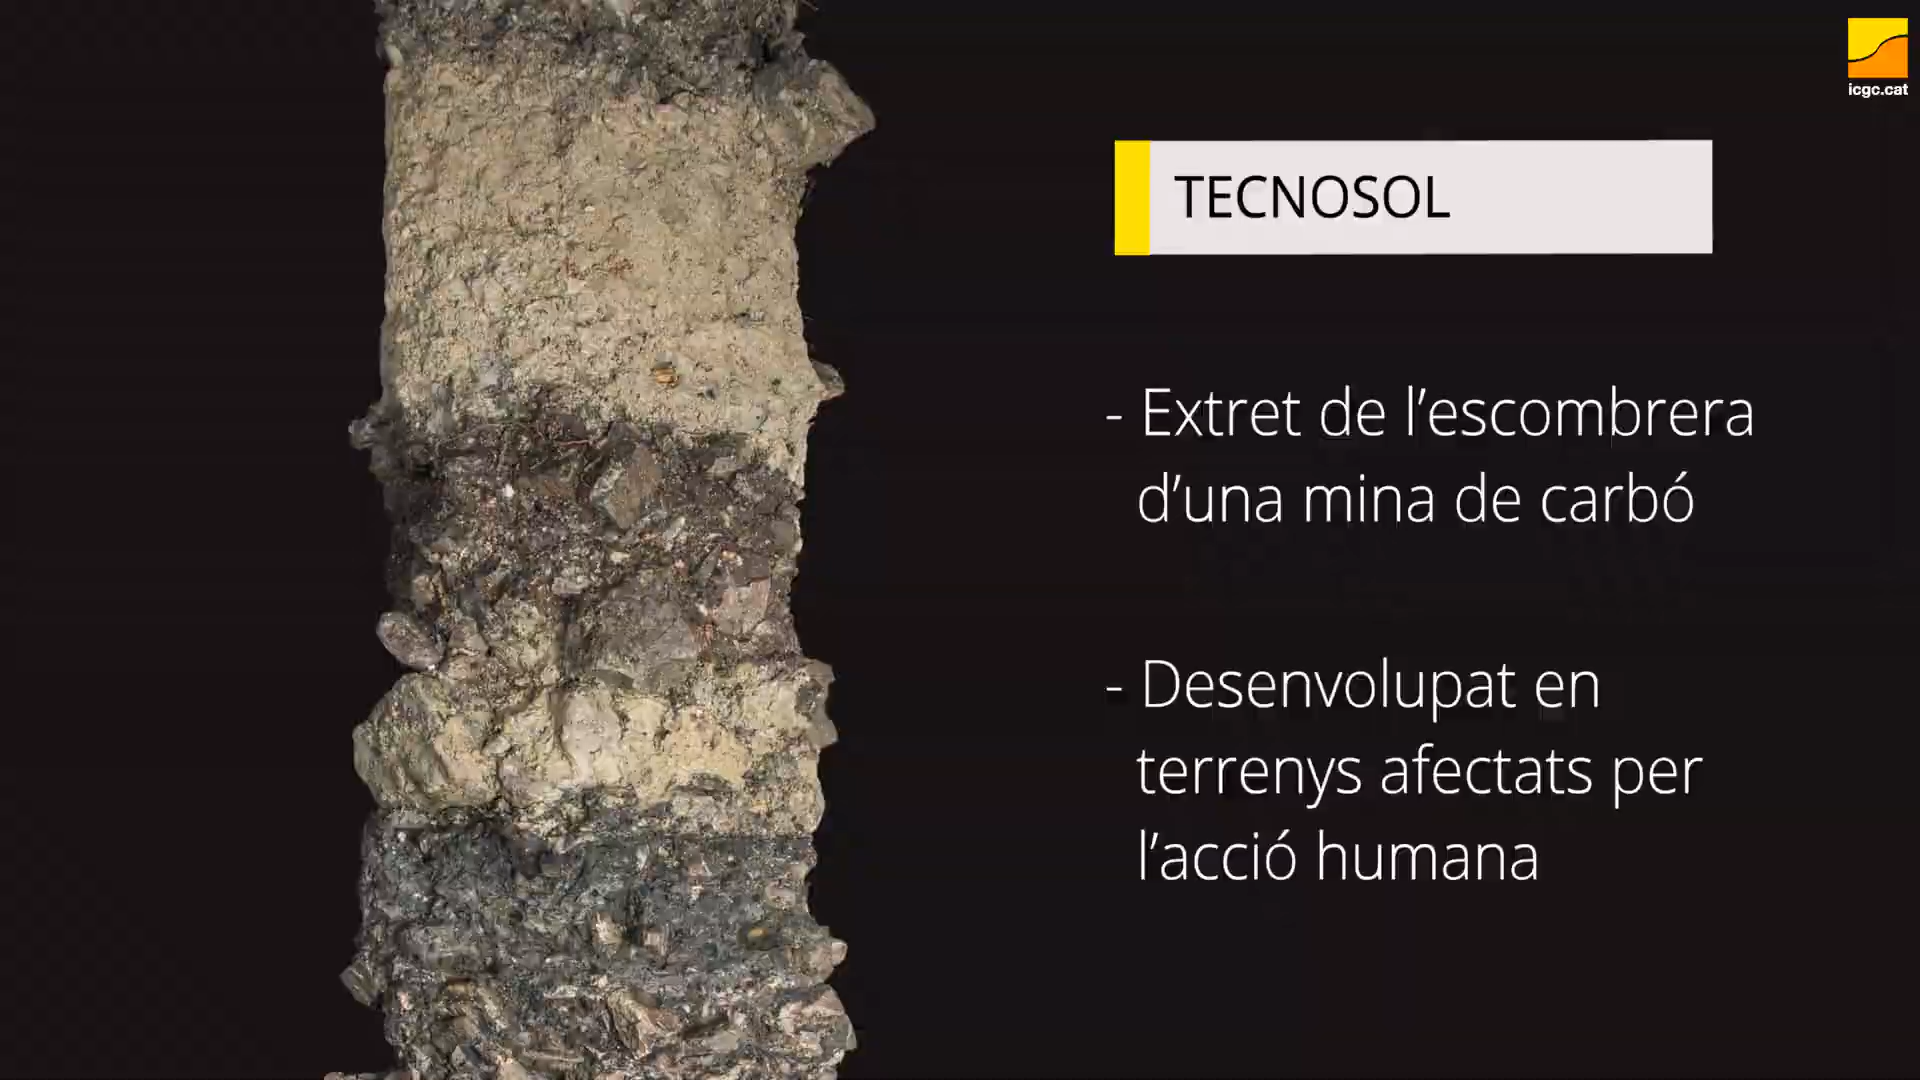 icgc.cat
TECNOSOL
- Extret de l’escombrera
d’una mina de carbó
- Desenvolupat en
terrenys afectats per
l’acció humana